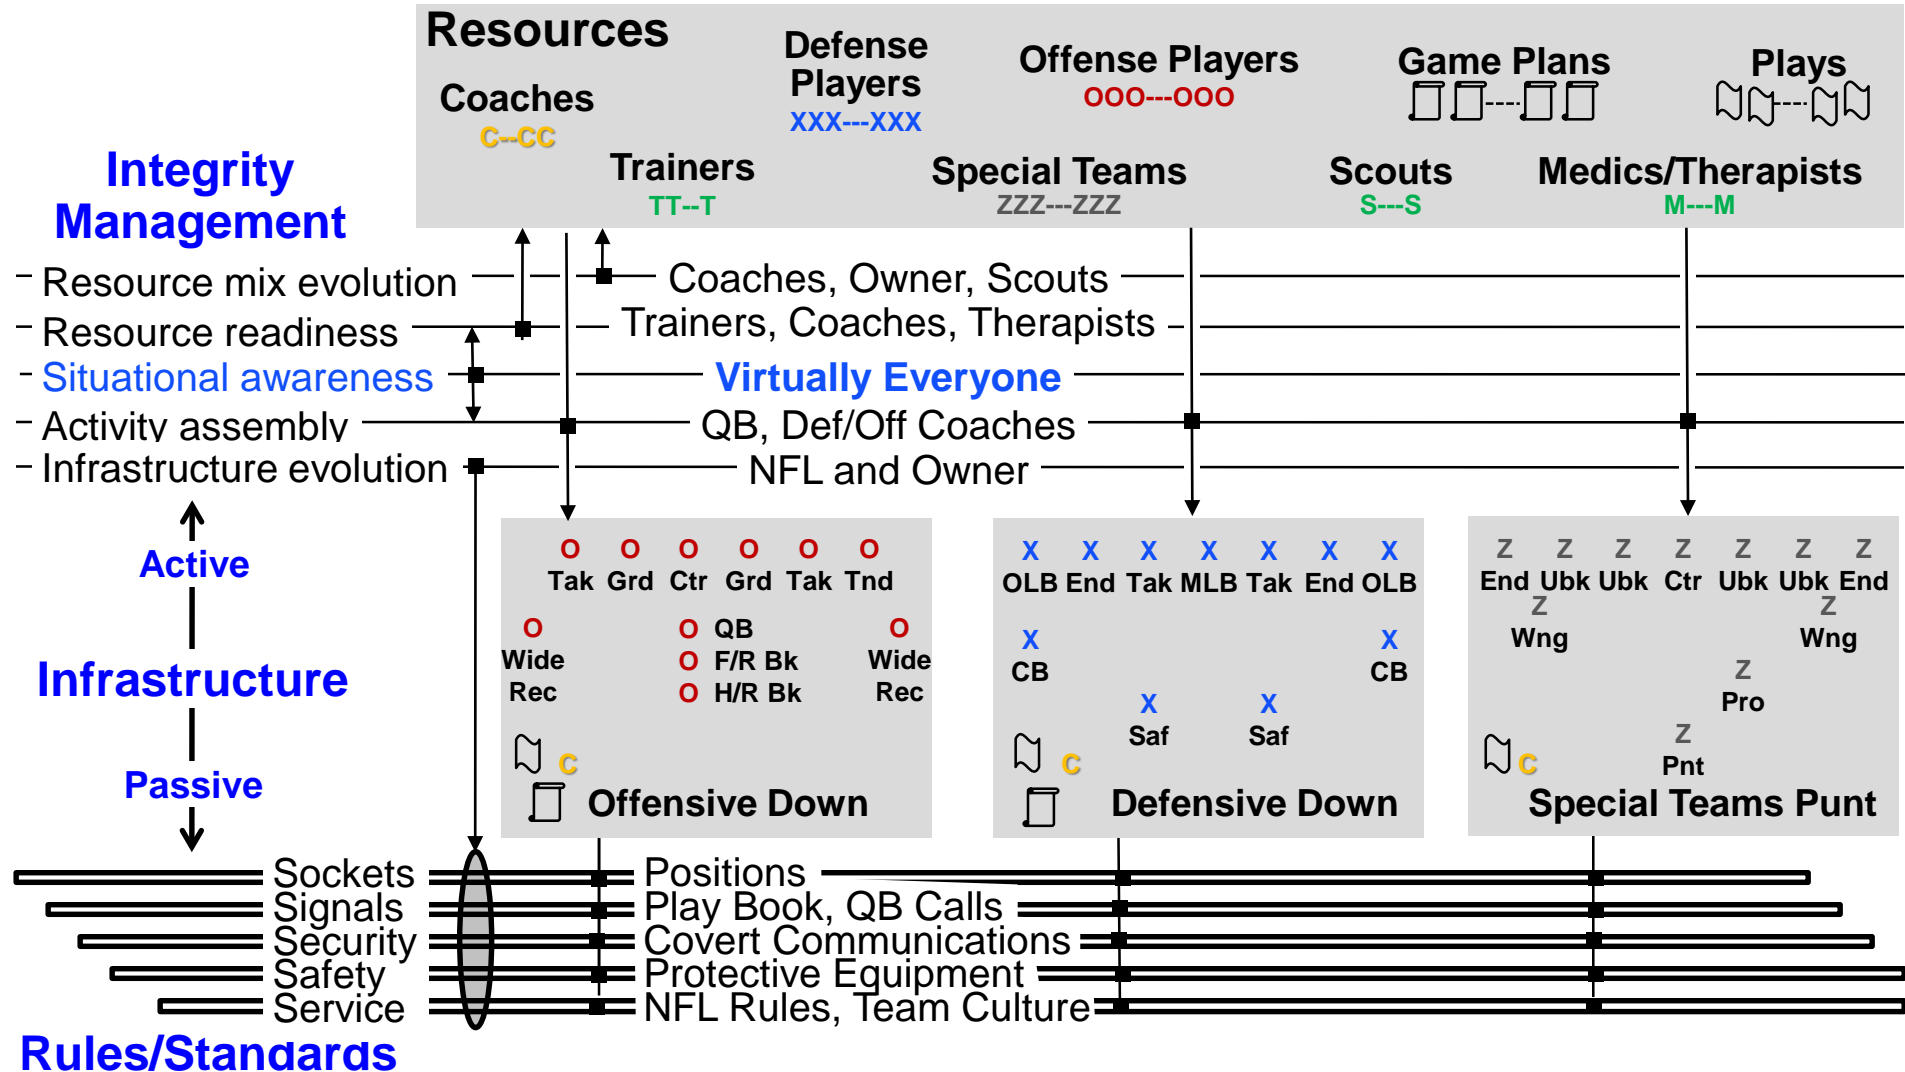 Resources
Defense
Players
XXX---XXX
Offense Players
OOO---OOO
Game Plans
Plays
Coaches
C--CC
Trainers
TT--T
Special Teams
ZZZ---ZZZ
Scouts
S---S
Medics/Therapists
M---M
Integrity
Management
– Resource mix evolution
Coaches, Owner, Scouts
– Resource readiness
Trainers, Coaches, Therapists
– Situational awareness
Virtually Everyone
– Activity assembly
QB, Def/Off Coaches
– Infrastructure evolution
NFL and Owner
Active
Infrastructure
Passive
O O O O O O
Tak Grd Ctr Grd Tak Tnd
O O QB O
Wide O F/R Bk Wide
Rec O H/R Bk Rec
C
Offensive Down
X X X X X X X
OLB End Tak MLB Tak End OLB
X X
CB CB
X X
Saf Saf
C
Defensive Down
Z Z Z Z Z Z Z
End Ubk Ubk Ctr Ubk Ubk End
Z Z
Wng Wng
Z
Pro
Z
Pnt
C
Special Teams Punt
Sockets Positions
Signals Play Book, QB Calls
Security Covert Communications
Safety Protective Equipment
Service NFL Rules, Team Culture
Rules/Standards